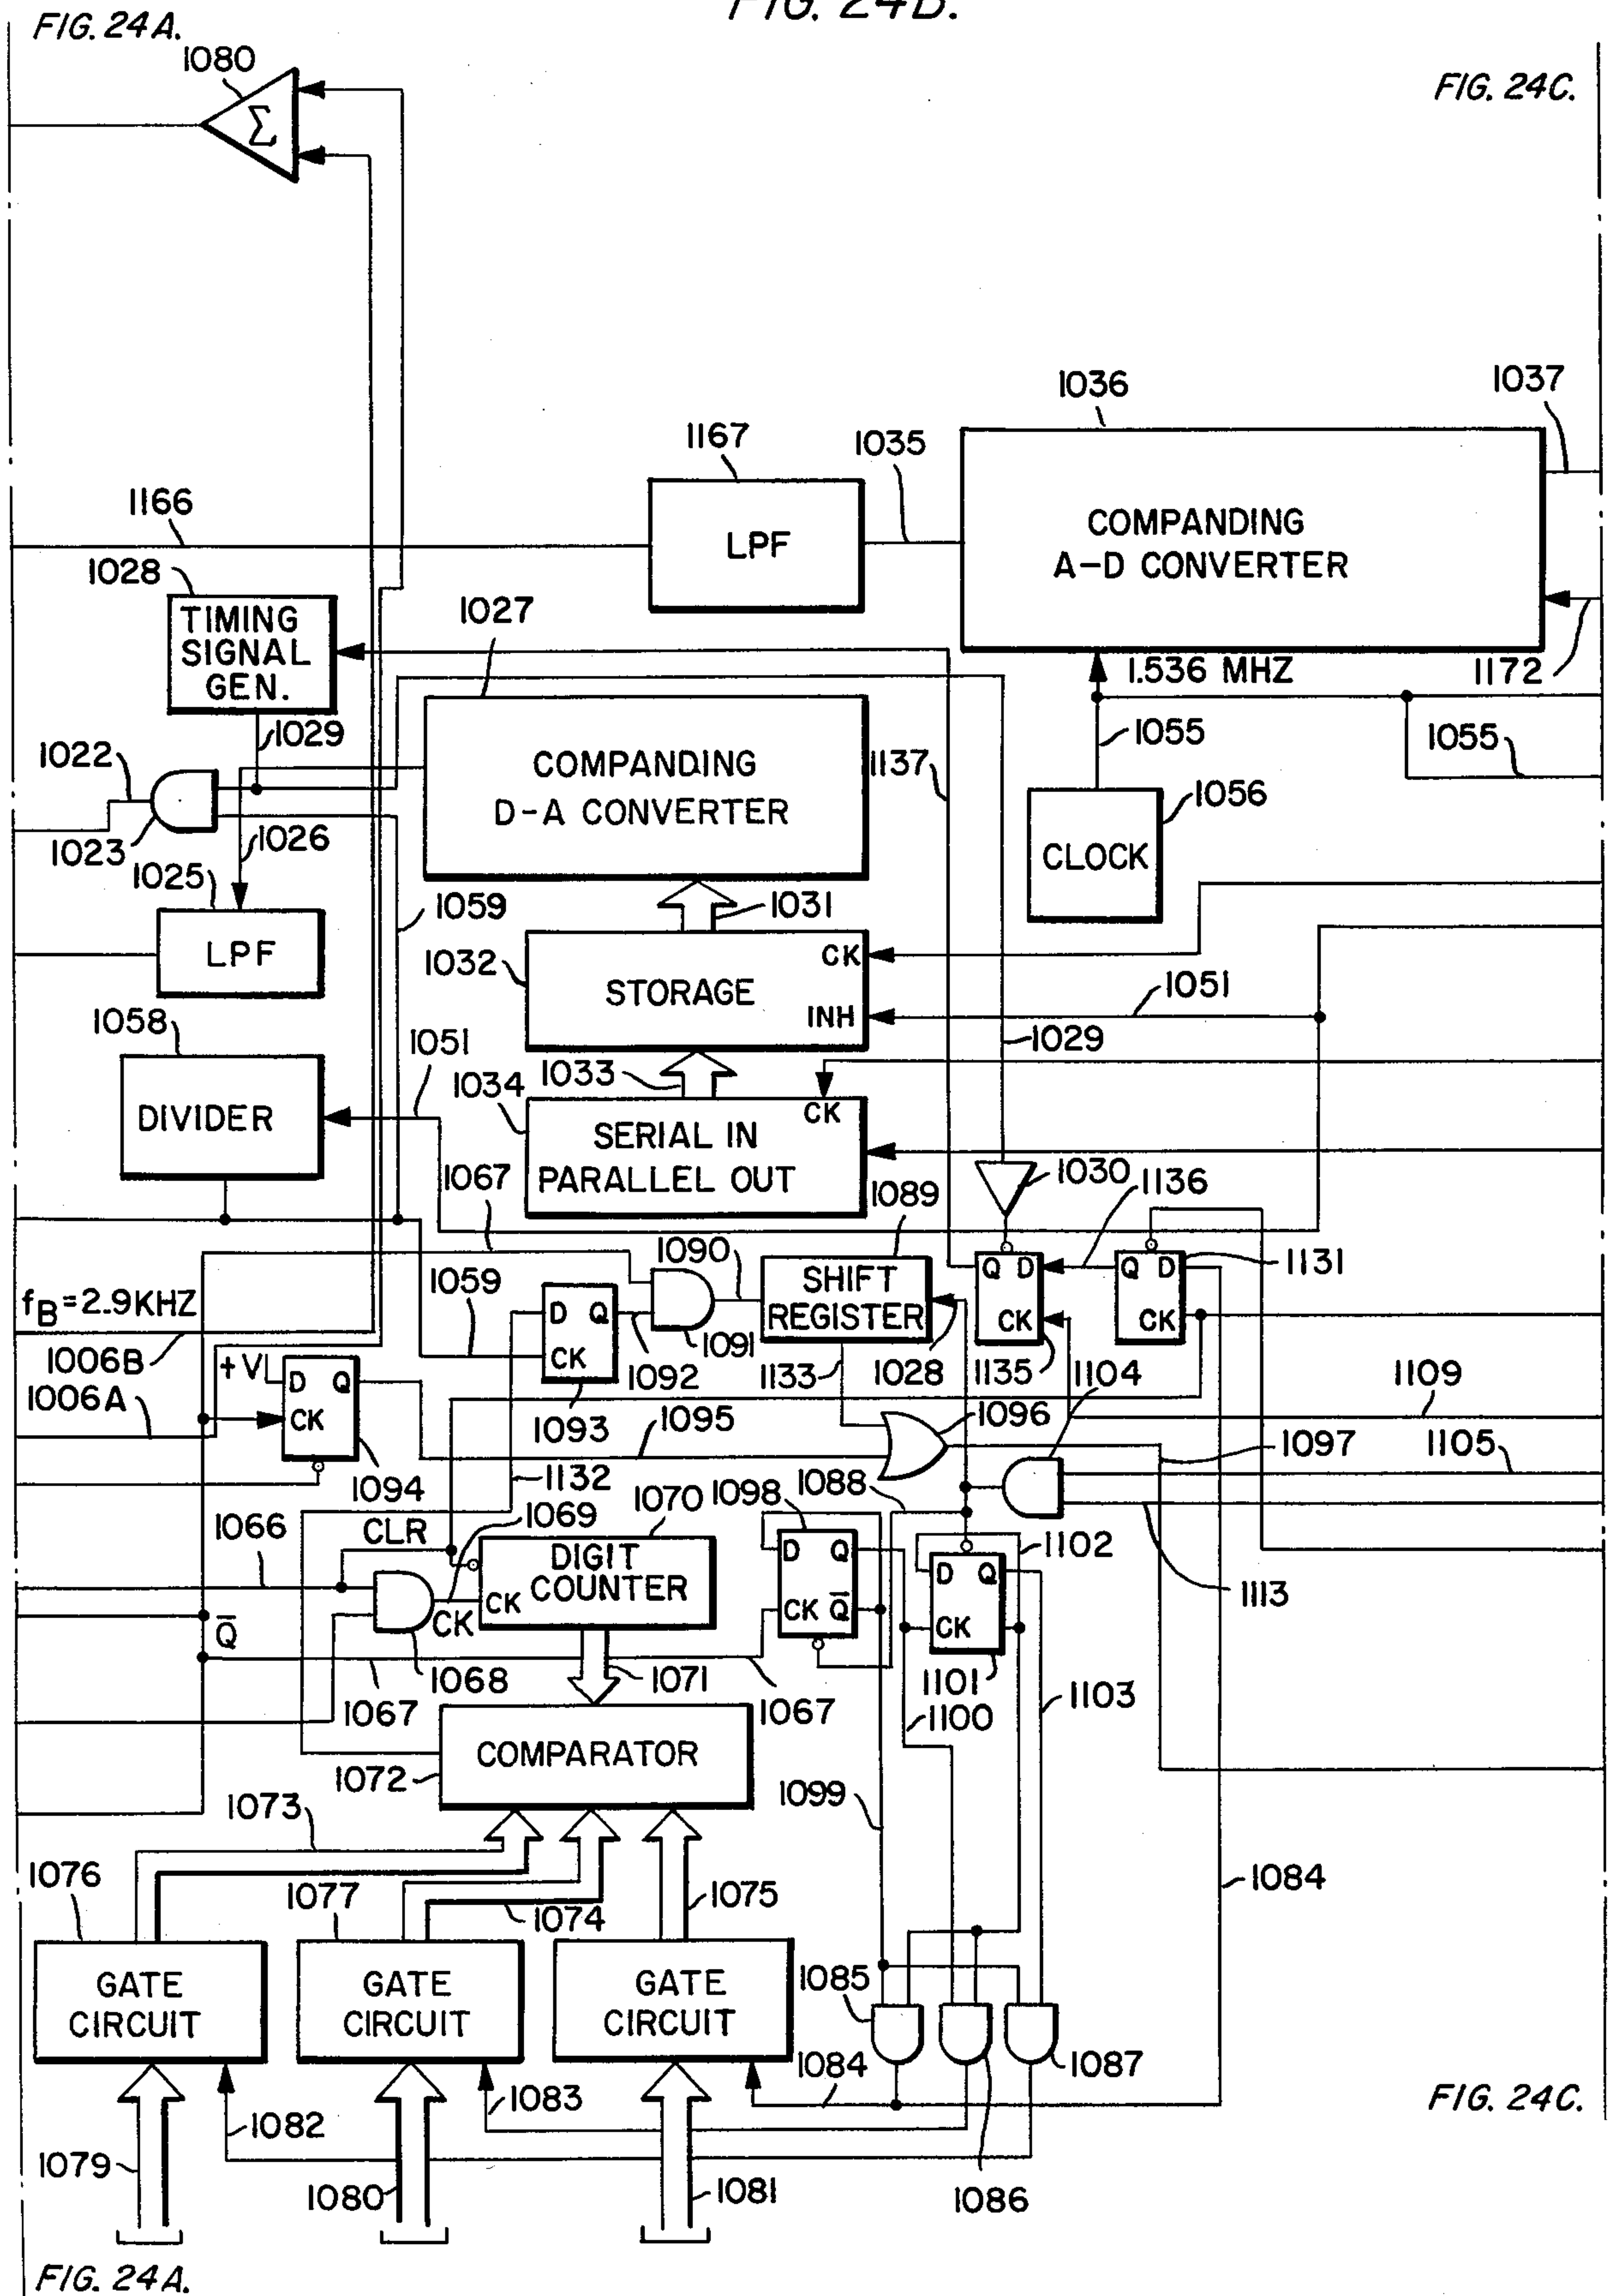 FIG. 24B.
FIG. 24A.
1080
Σ
FIG. 24C.
1036
1037
1167
1035
1166
LPF
COMPANDING
A-D CONVERTER
1028
TIMING
SIGNAL
GEN.
1027
1.536 MHZ
1172
1029
1022
1055
1055
COMPANDING
D-A CONVERTER
1137
1056
1023
1026
CLOCK
1025
1059
1031
LPF
1032
CK
STORAGE
1051
INH
1058
1051
1029
1034
1033
CK
DIVIDER
SERIAL IN
PARALLEL OUT
1067
1089
1030
1136
1090
1131
1059
SHIFT
REGISTER
Q D
CK
Q D
CK
fB = 2.9KHZ
D Q
CK
1091
1006B
1092
1133
1028
1135
1104
+V
D Q
CK
1006A
1093
1109
1095
1096
1097
1105
1094
1132
1088
1069
1070
1098
1066
CLR
DIGIT
COUNTER
CK
D Q
CK Q̅
1102
D Q
CK
1113
Q̅
CK
1068
1071
1101
1067
1067
1100
1103
COMPARATOR
1072
1073
1099
1076
1077
1075
1074
1084
GATE
CIRCUIT
GATE
CIRCUIT
GATE
CIRCUIT
1085
1084
1087
1083
FIG. 24C.
1082
1079
1080
1081
1086
FIG. 24A.